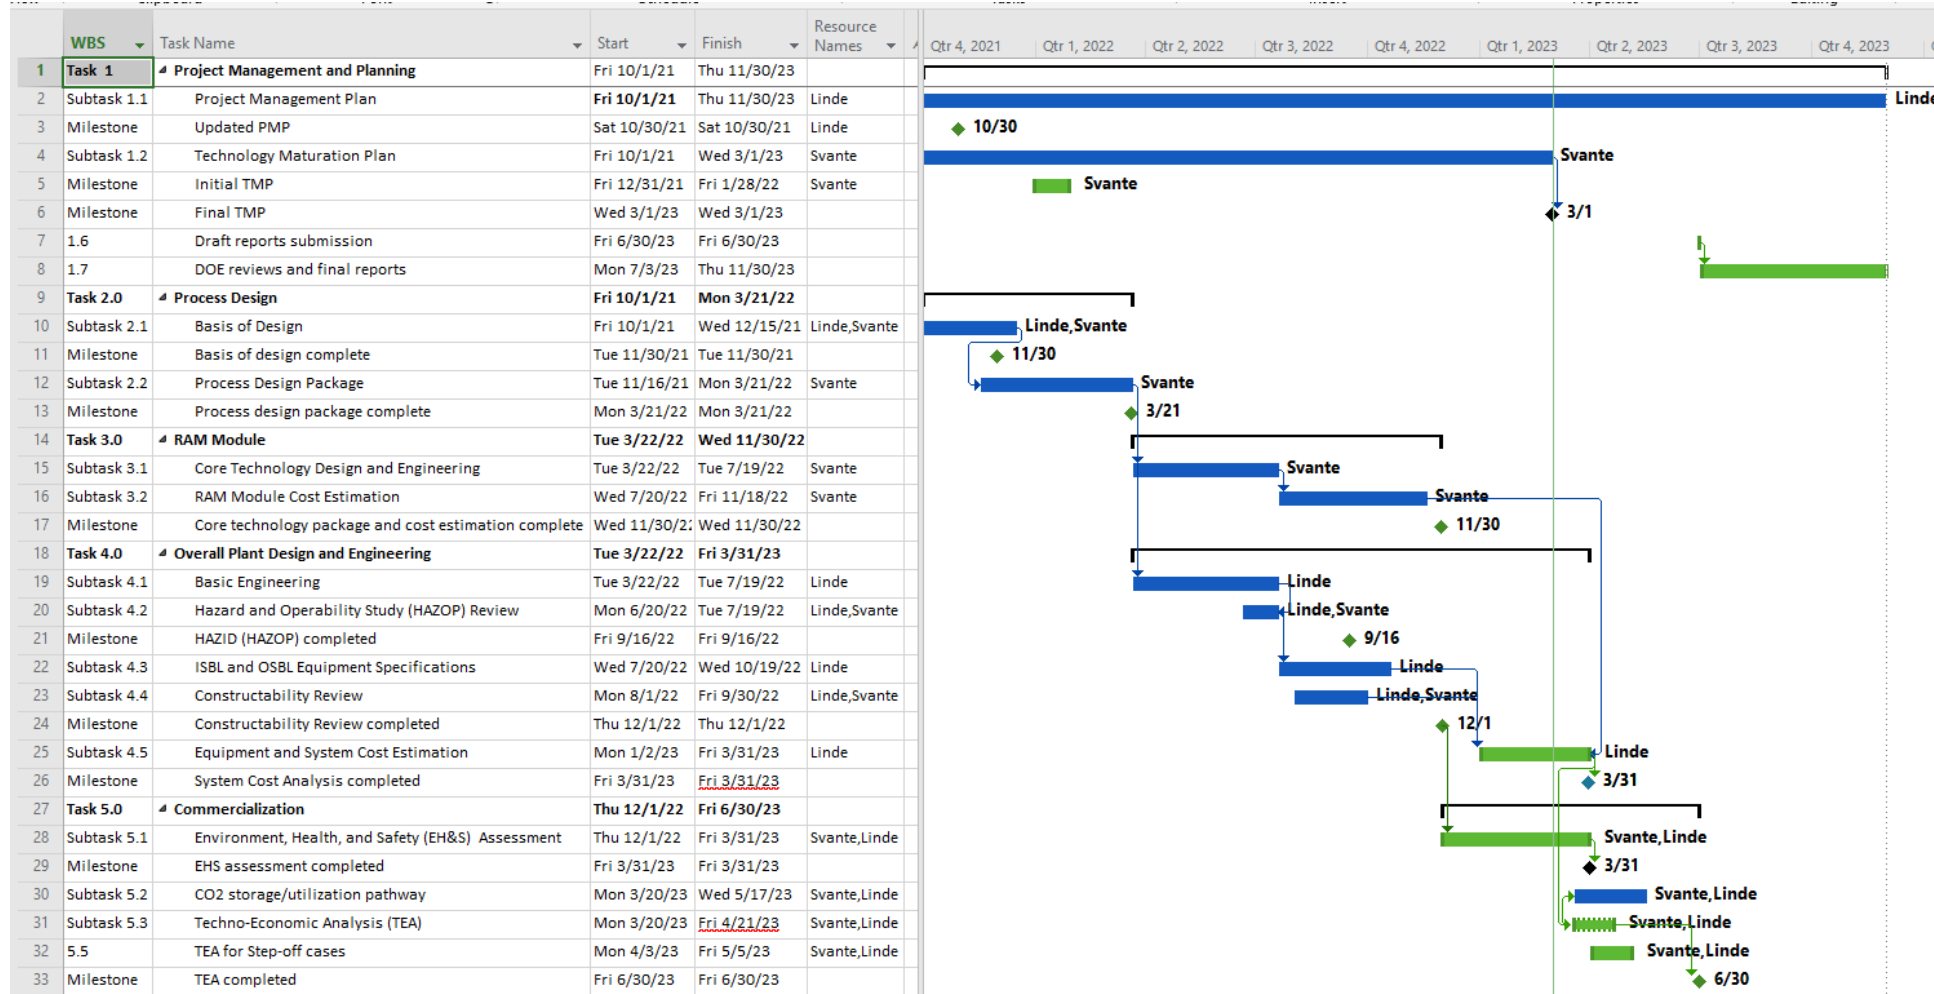 Resource
WBS Task Name Start Finish Names Qtr 4, 2021 Qtr 1, 2022 Qtr 2, 2022 Qtr 3, 2022 Qtr 4, 2022 Qtr 1, 2023 Qtr 2, 2023 Qtr 3, 2023 Qtr 4, 2023
1 Task 1 Project Management and Planning Fri 10/1/21 Thu 11/30/23
2 Subtask 1.1 Project Management Plan Fri 10/1/21 Thu 11/30/23 Linde Linde
3 Milestone Updated PMP Sat 10/30/21 Sat 10/30/21 Linde 10/30
4 Subtask 1.2 Technology Maturation Plan Fri 10/1/21 Wed 3/1/23 Svante Svante
5 Milestone Initial TMP Fri 12/31/21 Fri 1/28/22 Svante Svante
6 Milestone Final TMP Wed 3/1/23 Wed 3/1/23 3/1
7 1.6 Draft reports submission Fri 6/30/23 Fri 6/30/23
8 1.7 DOE reviews and final reports Mon 7/3/23 Thu 11/30/23
9 Task 2.0 Process Design Fri 10/1/21 Mon 3/21/22
10 Subtask 2.1 Basis of Design Fri 10/1/21 Wed 12/15/21 Linde,Svante Linde,Svante
11 Milestone Basis of design complete Tue 11/30/21 Tue 11/30/21 11/30
12 Subtask 2.2 Process Design Package Tue 11/16/21 Mon 3/21/22 Svante Svante
13 Milestone Process design package complete Mon 3/21/22 Mon 3/21/22 3/21
14 Task 3.0 RAM Module Tue 3/22/22 Wed 11/30/22
15 Subtask 3.1 Core Technology Design and Engineering Tue 3/22/22 Tue 7/19/22 Svante Svante
16 Subtask 3.2 RAM Module Cost Estimation Wed 7/20/22 Fri 11/18/22 Svante Svante
17 Milestone Core technology package and cost estimation complete Wed 11/30/22 Wed 11/30/22 11/30
18 Task 4.0 Overall Plant Design and Engineering Tue 3/22/22 Fri 3/31/23
19 Subtask 4.1 Basic Engineering Tue 3/22/22 Tue 7/19/22 Linde Linde
20 Subtask 4.2 Hazard and Operability Study (HAZOP) Review Mon 6/20/22 Tue 7/19/22 Linde,Svante Linde,Svante
21 Milestone HAZID (HAZOP) completed Fri 9/16/22 Fri 9/16/22 9/16
22 Subtask 4.3 ISBL and OSBL Equipment Specifications Wed 7/20/22 Wed 10/19/22 Linde Linde
23 Subtask 4.4 Constructability Review Mon 8/1/22 Fri 9/30/22 Linde,Svante Linde,Svante
24 Milestone Constructability Review completed Thu 12/1/22 Thu 12/1/22 12/1
25 Subtask 4.5 Equipment and System Cost Estimation Mon 1/2/23 Fri 3/31/23 Linde Linde
26 Milestone System Cost Analysis completed Fri 3/31/23 Fri 3/31/23 3/31
27 Task 5.0 Commercialization Thu 12/1/22 Fri 6/30/23
28 Subtask 5.1 Environment, Health, and Safety (EH&S) Assessment Thu 12/1/22 Fri 3/31/23 Svante,Linde Svante,Linde
29 Milestone EHS assessment completed Fri 3/31/23 Fri 3/31/23 3/31
30 Subtask 5.2 CO2 storage/utilization pathway Mon 3/20/23 Wed 5/17/23 Svante,Linde Svante,Linde
31 Subtask 5.3 Techno-Economic Analysis (TEA) Mon 3/20/23 Fri 4/21/23 Svante,Linde Svante,Linde
32 5.5 TEA for Step-off cases Mon 4/3/23 Fri 5/5/23 Svante,Linde Svante,Linde
33 Milestone TEA completed Fri 6/30/23 Fri 6/30/23 6/30